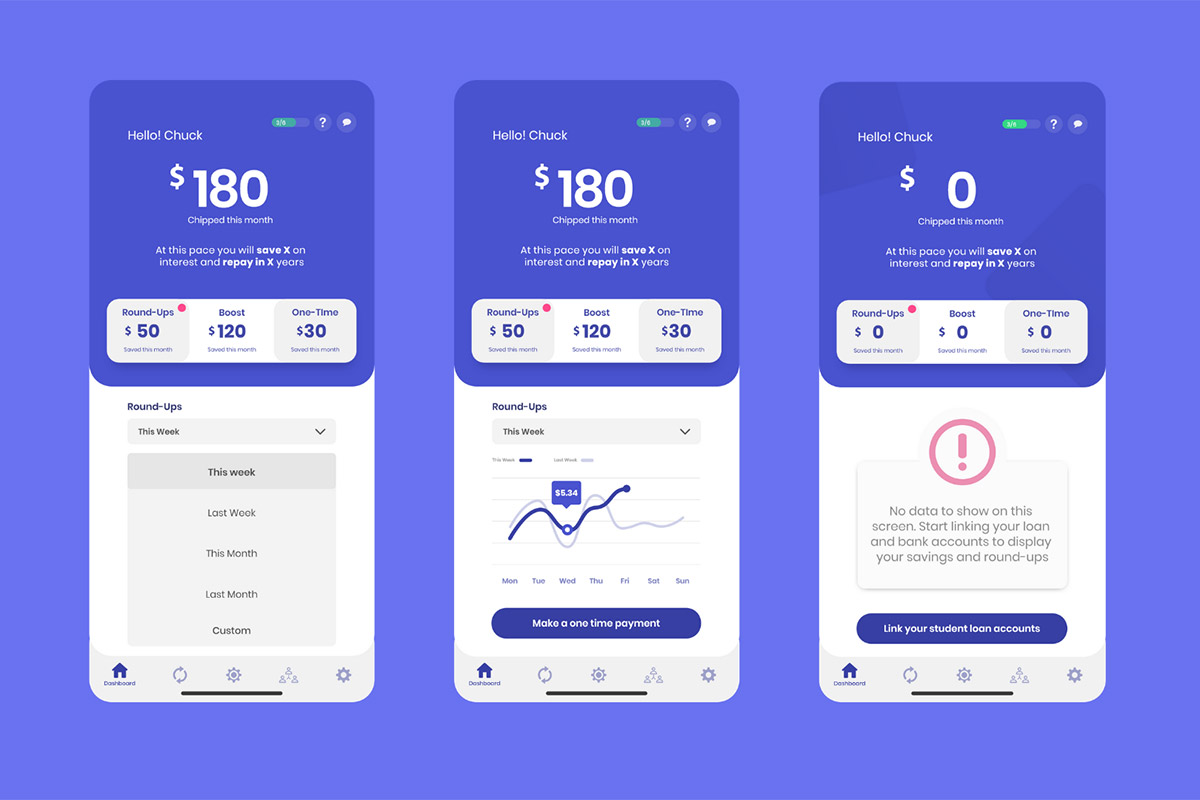 Hello! Chuck
3/6
?
$ 180
Chipped this month
At this pace you will save X on
interest and repay in X years
Round-Ups
$ 50
Saved this month
Boost
$ 120
Saved this month
One-TIme
$30
Saved this month
Round-Ups
This Week
This week
Last Week
This Month
Last Month
Custom
Dashboard
Hello! Chuck
3/6
?
$ 180
Chipped this month
At this pace you will save X on
interest and repay in X years
Round-Ups
$ 50
Saved this month
Boost
$ 120
Saved this month
One-TIme
$30
Saved this month
Round-Ups
This Week
This Week
Last Week
$5.34
Mon Tue Wed Thu Fri Sat Sun
Make a one time payment
Dashboard
Hello! Chuck
3/6
?
$ 0
Chipped this month
At this pace you will save X on
interest and repay in X years
Round-Ups
$ 0
Saved this month
Boost
$ 0
Saved this month
One-TIme
$ 0
Saved this month
No data to show on this
screen. Start linking your loan
and bank accounts to display
your savings and round-ups
Link your student loan accounts
Dashboard